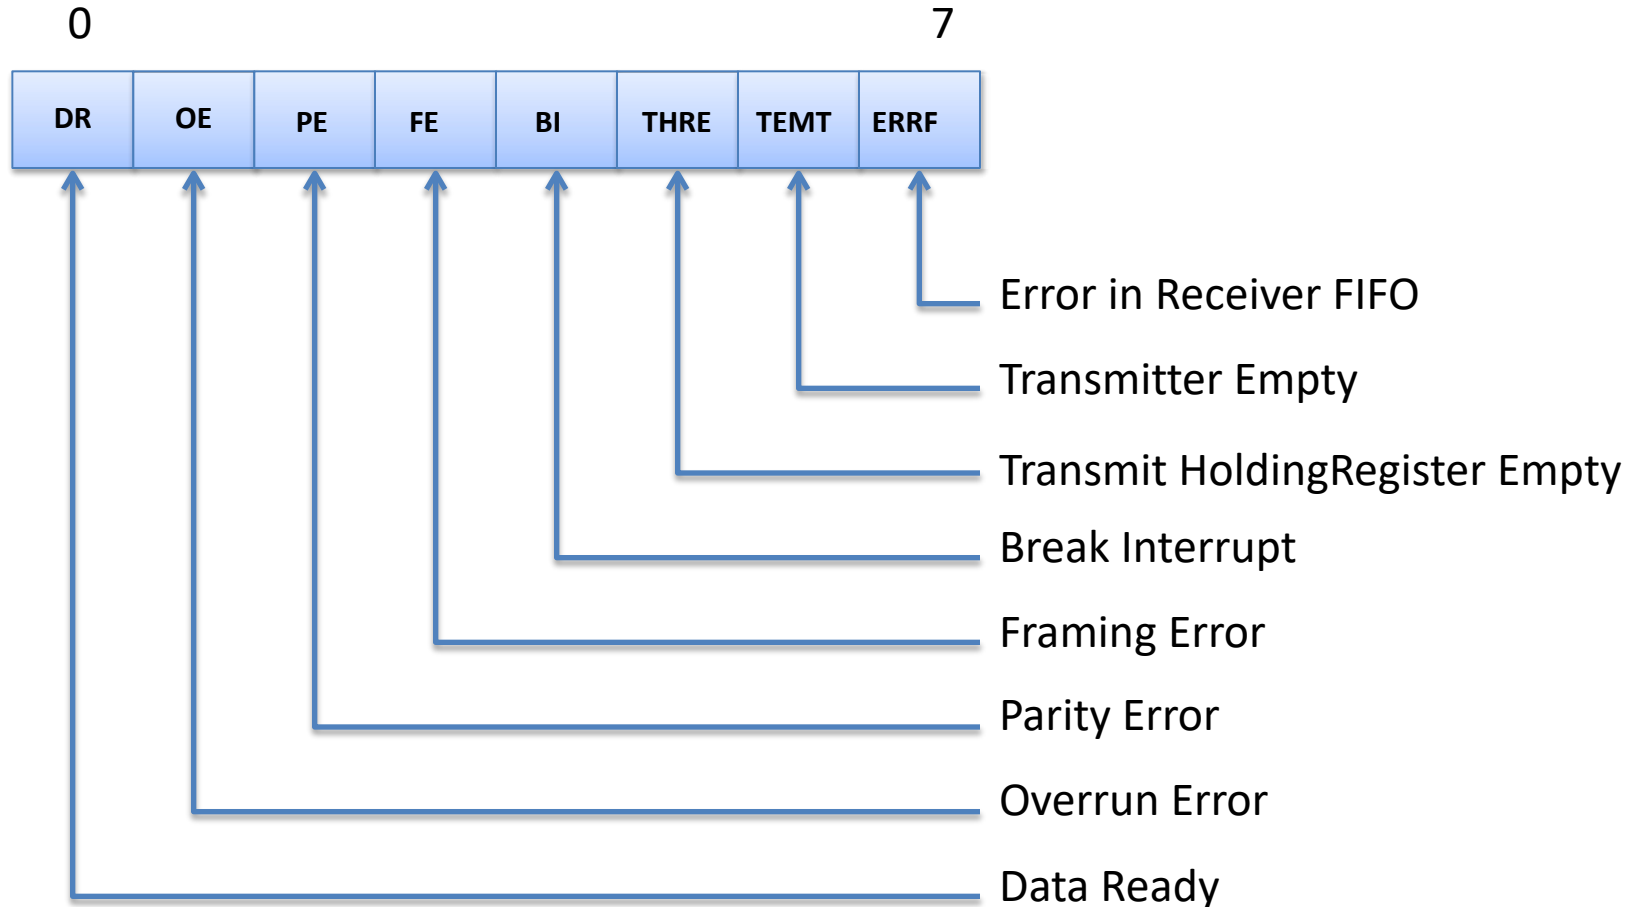 0 7
DR OE PE FE BI THRE TEMT ERRF
Error in Receiver FIFO
Transmitter Empty
Transmit HoldingRegister Empty
Break Interrupt
Framing Error
Parity Error
Overrun Error
Data Ready